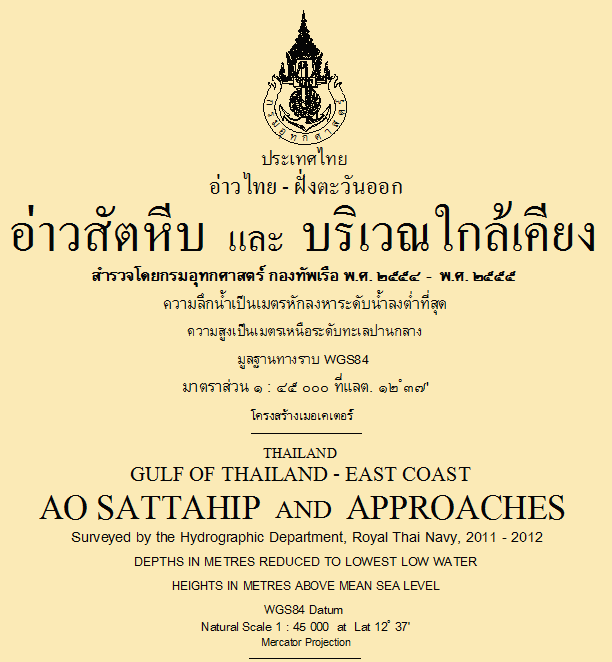 กรมอุทกศาสตร์
ประเทศไทย
อ่าวไทย - ฝั่งตะวันออก
อ่าวสัตหีบ และ บริเวณใกล้เคียง
สำรวจโดยกรมอุทกศาสตร์ กองทัพเรือ พ.ศ. ๒๕๕๔ - พ.ศ. ๒๕๕๕
ความลึกน้ำเป็นเมตรหักลงหาระดับน้ำลงต่ำที่สุด
ความสูงเป็นเมตรเหนือระดับทะเลปานกลาง
มูลฐานทางราบ WGS84
มาตราส่วน ๑ : ๔๕ ๐๐๐ ที่แลต. ๑๒° ๓๗'
โครงสร้างเมอเคเตอร์
THAILAND
GULF OF THAILAND - EAST COAST
AO SATTAHIP AND APPROACHES
Surveyed by the Hydrographic Department, Royal Thai Navy, 2011 - 2012
DEPTHS IN METRES REDUCED TO LOWEST LOW WATER
HEIGHTS IN METRES ABOVE MEAN SEA LEVEL
WGS84 Datum
Natural Scale 1 : 45 000 at Lat 12° 37'
Mercator Projection